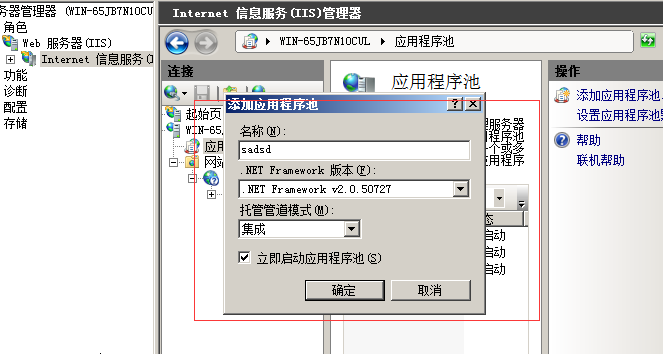 务器管理器 (WIN-65JB7N10CUL)
角色
Web 服务器(IIS)
Internet 信息服务(I
功能
诊断
配置
存储
Internet 信息服务(IIS)管理器
WIN-65JB7N10CUL
应用程序池
连接
起始页
WIN-65
应用
网站
应用程序池
理服务器
用程序池
个或多
应用程序
态
启动
启动
启动
添加应用程序池
名称(N):
sadsd
.NET Framework 版本(F):
.NET Framework v2.0.50727
托管管道模式(M):
集成
立即启动应用程序池(S)
确定
取消
操作
添加应用程序池.
设置应用程序池
帮助
联机帮助